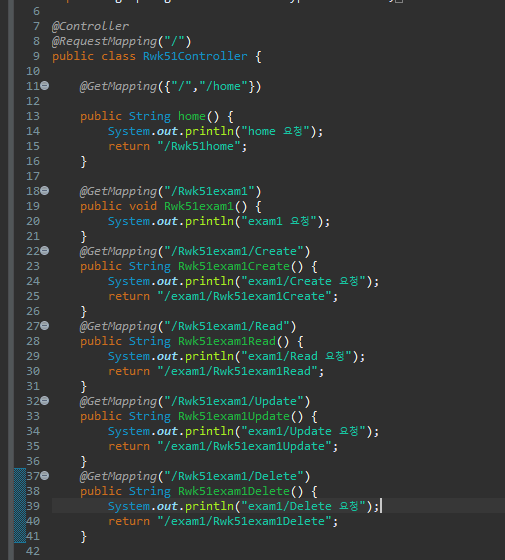 6
7 @Controller
8 @RequestMapping("/")
9 public class Rwk51Controller {
10
11 @GetMapping({"/","/home"})
12
13 public String home() {
14 System.out.println("home 요청");
15 return "/Rwk51home";
16 }
17
18 @GetMapping("/Rwk51exam1")
19 public void Rwk51exam1() {
20 System.out.println("exam1 요청");
21 }
22 @GetMapping("/Rwk51exam1/Create")
23 public String Rwk51exam1Create() {
24 System.out.println("exam1/Create 요청");
25 return "/exam1/Rwk51exam1Create";
26 }
27 @GetMapping("/Rwk51exam1/Read")
28 public String Rwk51exam1Read() {
29 System.out.println("exam1/Read 요청");
30 return "/exam1/Rwk51exam1Read";
31 }
32 @GetMapping("/Rwk51exam1/Update")
33 public String Rwk51exam1Update() {
34 System.out.println("exam1/Update 요청");
35 return "/exam1/Rwk51exam1Update";
36 }
37 @GetMapping("/Rwk51exam1/Delete")
38 public String Rwk51exam1Delete() {
39 System.out.println("exam1/Delete 요청");
40 return "/exam1/Rwk51exam1Delete";
41 }
42